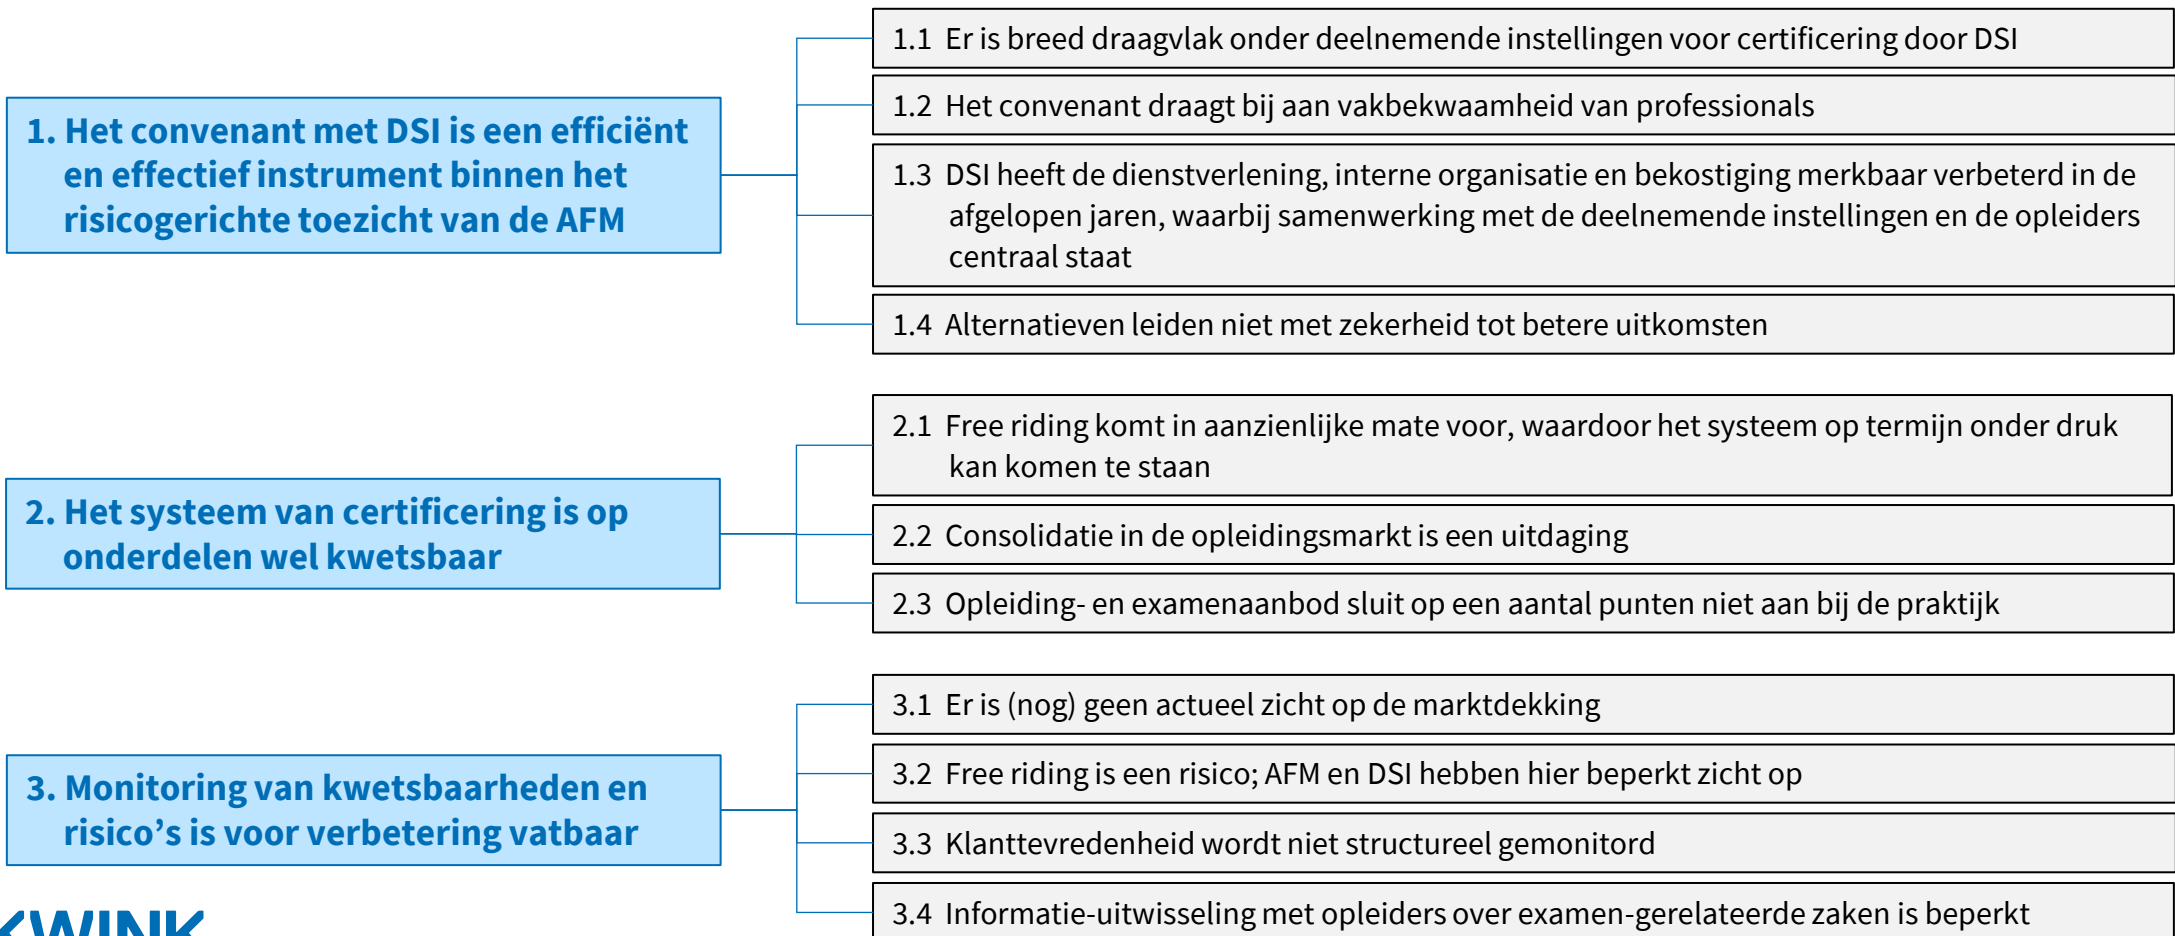 1. Het convenant met DSI is een efficiënt
en effectief instrument binnen het
risicogerichte toezicht van de AFM
1.1 Er is breed draagvlak onder deelnemende instellingen voor certificering door DSI
1.2 Het convenant draagt bij aan vakbekwaamheid van professionals
1.3 DSI heeft de dienstverlening, interne organisatie en bekostiging merkbaar verbeterd in de
afgelopen jaren, waarbij samenwerking met de deelnemende instellingen en de opleiders
centraal staat
1.4 Alternatieven leiden niet met zekerheid tot betere uitkomsten
2. Het systeem van certificering is op
onderdelen wel kwetsbaar
2.1 Free riding komt in aanzienlijke mate voor, waardoor het systeem op termijn onder druk
kan komen te staan
2.2 Consolidatie in de opleidingsmarkt is een uitdaging
2.3 Opleiding- en examenaanbod sluit op een aantal punten niet aan bij de praktijk
3. Monitoring van kwetsbaarheden en
risico’s is voor verbetering vatbaar
3.1 Er is (nog) geen actueel zicht op de marktdekking
3.2 Free riding is een risico; AFM en DSI hebben hier beperkt zicht op
3.3 Klanttevredenheid wordt niet structureel gemonitord
3.4 Informatie-uitwisseling met opleiders over examen-gerelateerde zaken is beperkt
KWINK